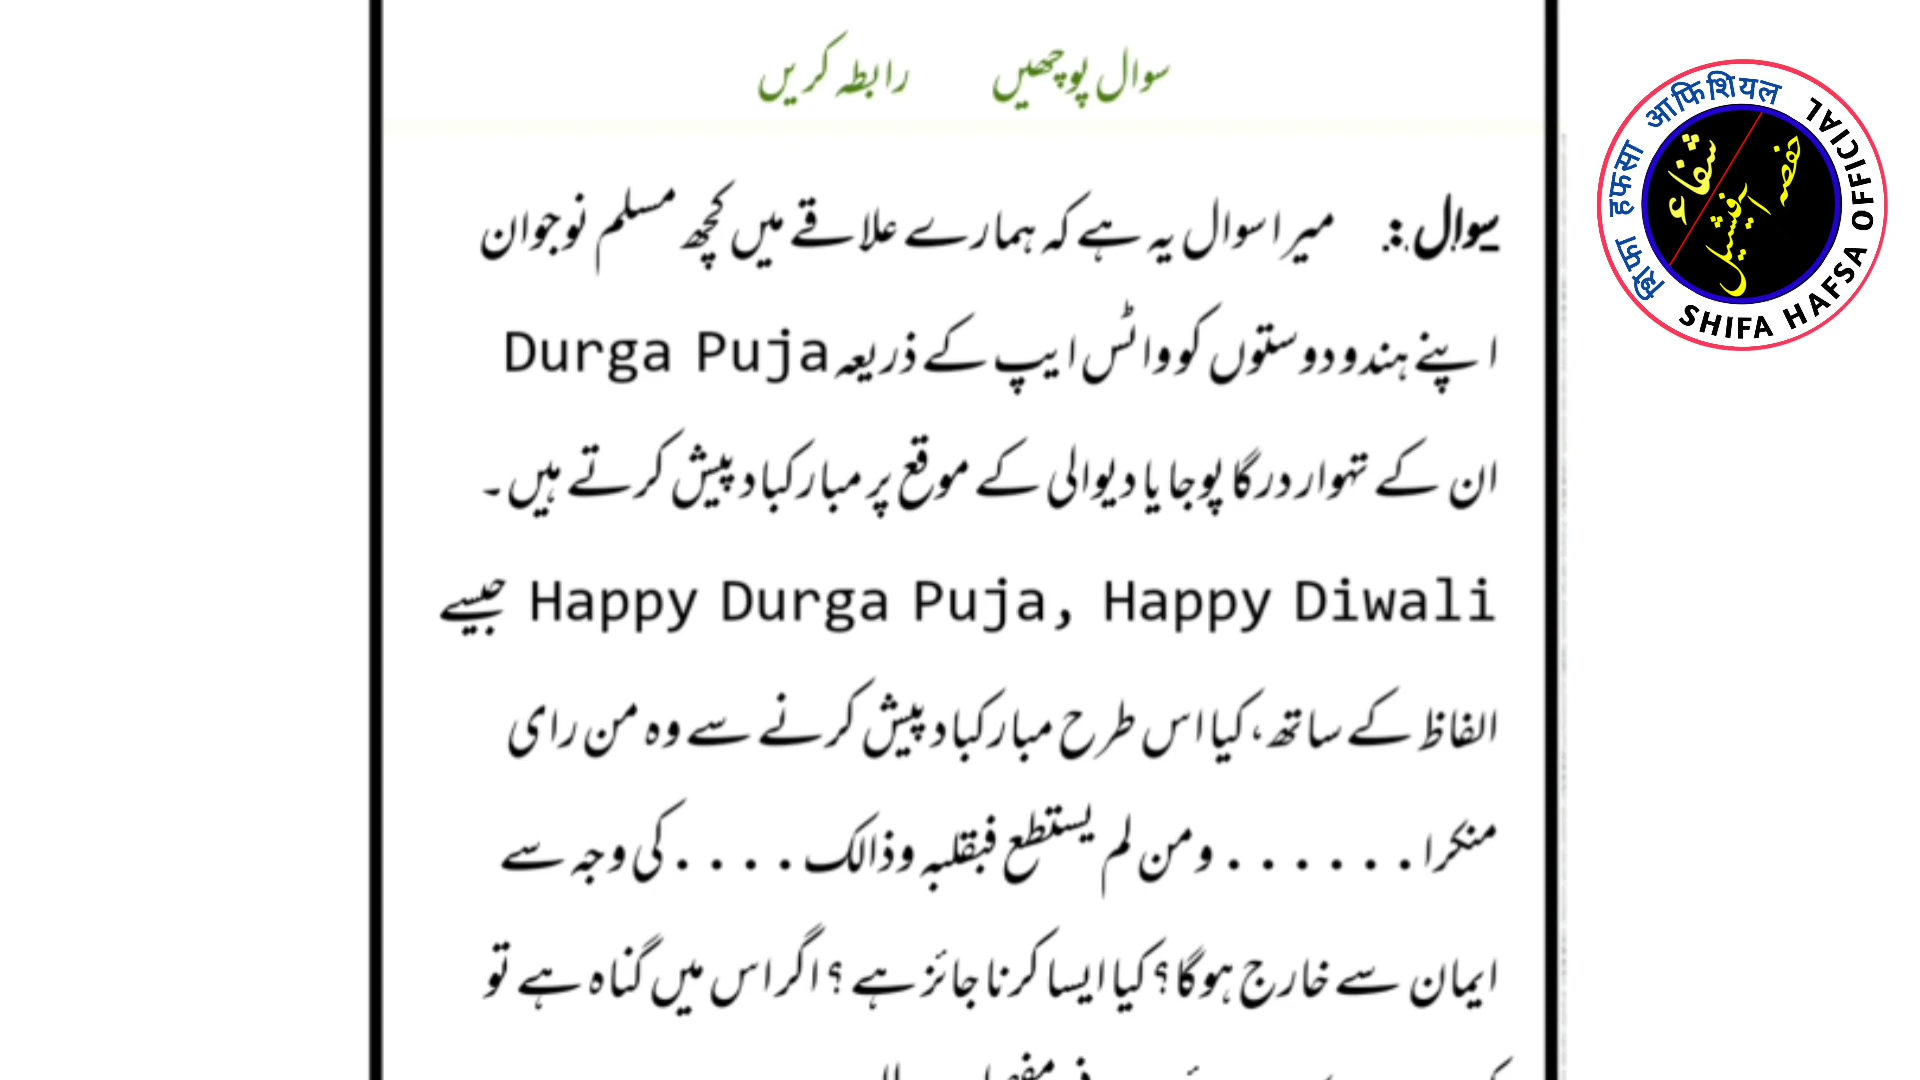 سوال پوچھیں رابطہ کریں
سوال : میرا سوال یہ ہے کہ ہمارے علاقے میں کچھ مسلم نوجوان
اپنے ہندو دوستوں کو واٹس ایپ کے ذریعہ Durga Puja
ان کے تہوار درگا پوجا یا دیوالی کے موقع پر مبارکباد پیش کرتے ہیں۔
Happy Durga Puja, Happy Diwali جیسے
الفاظ کے ساتھ، کیا اس طرح مبارکباد پیش کرنے سے وہ من رای
منکرا . . . . . . ومن لم یستطع فبقلبہ وذالک . . . . کی وجہ سے
ایمان سے خارج ہوگا؟ کیا ایسا کرنا جائز ہے ؟ اگر اس میں گناہ ہے تو
शिफा हफसा आफिशियल
SHIFA HAFSA OFFICIAL
شفاء
حفصہ
آفیشیل